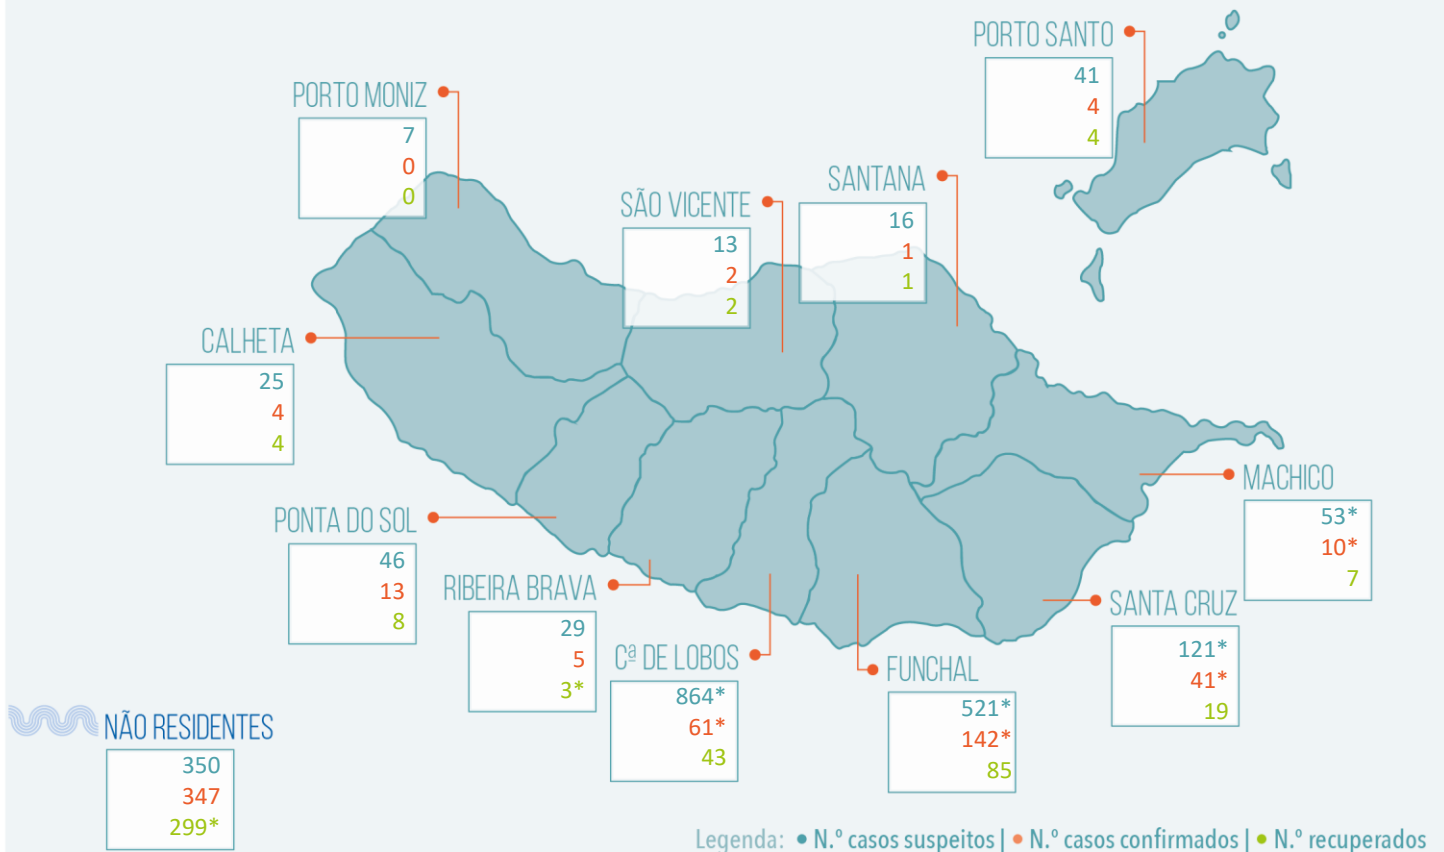 PORTO SANTO
41
4
4
PORTO MONIZ
7
0
0
SANTANA
16
1
1
SÃO VICENTE
13
2
2
CALHETA
25
4
4
MACHICO
53*
10*
7
PONTA DO SOL
46
13
8
RIBEIRA BRAVA
29
5
3*
SANTA CRUZ
121*
41*
19
Cª DE LOBOS
864*
61*
43
FUNCHAL
521*
142*
85
NÃO RESIDENTES
350
347
299*
Legenda: • N.º casos suspeitos | • N.º casos confirmados | • N.º recuperados